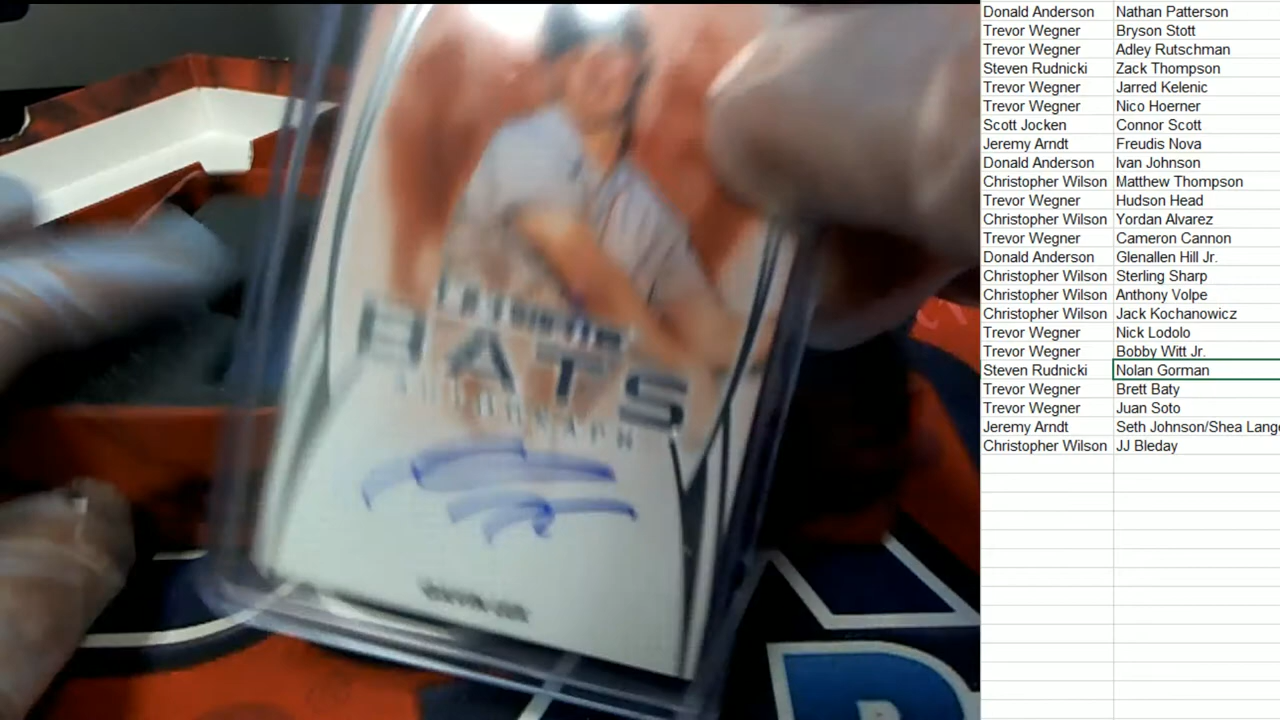 BATS
AUTOGRAPH
Donald Anderson Nathan Patterson
Trevor Wegner Bryson Stott
Trevor Wegner Adley Rutschman
Steven Rudnicki Zack Thompson
Trevor Wegner Jarred Kelenic
Trevor Wegner Nico Hoerner
Scott Jocken Connor Scott
Jeremy Arndt Freudis Nova
Donald Anderson Ivan Johnson
Christopher Wilson Matthew Thompson
Trevor Wegner Hudson Head
Christopher Wilson Yordan Alvarez
Trevor Wegner Cameron Cannon
Donald Anderson Glenallen Hill Jr.
Christopher Wilson Sterling Sharp
Christopher Wilson Anthony Volpe
Christopher Wilson Jack Kochanowicz
Trevor Wegner Nick Lodolo
Trevor Wegner Bobby Witt Jr.
Steven Rudnicki Nolan Gorman
Trevor Wegner Brett Baty
Trevor Wegner Juan Soto
Jeremy Arndt Seth Johnson/Shea Lange
Christopher Wilson JJ Bleday